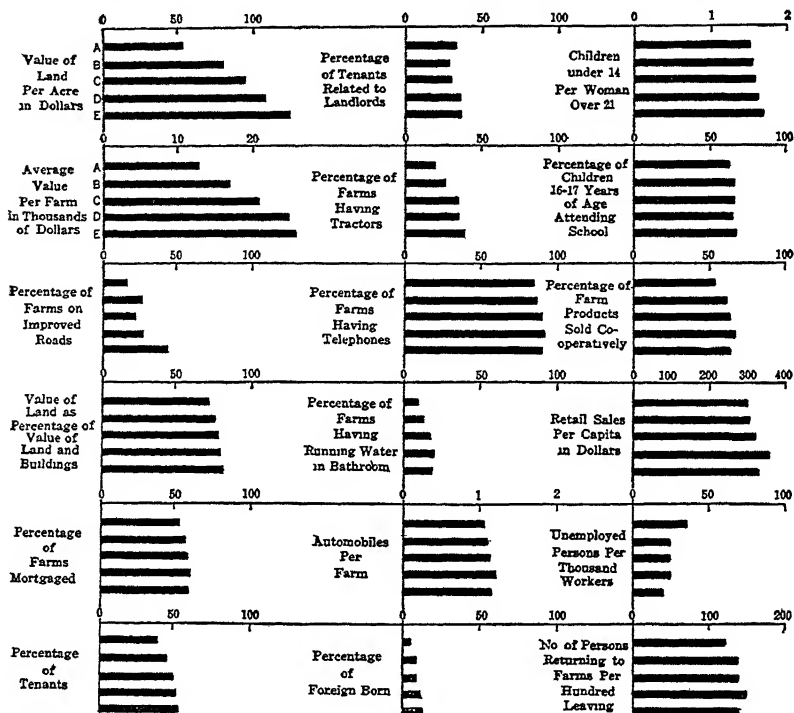 0 50 100
0 50 100
0 1 2
Value of
Land
Per Acre
in Dollars
A
B
C
D
E
Percentage
of Tenants
Related to
Landlords
Children
under 14
Per Woman
Over 21
0 10 20
0 50 100
0 50 100
Average
Value
Per Farm
in Thousands
of Dollars
A
B
C
D
E
Percentage
of
Farms
Having
Tractors
Percentage of
Children
16-17 Years
of Age
Attending
School
0 50 100
0 50 100
0 50 100
Percentage of
Farms on
Improved
Roads
Percentage
of
Farms
Having
Telephones
Percentage of
Farm
Products
Sold Co-
operatively
0 50 100
0 50 100
0 100 200 300 400
Value of
Land as
Percentage of
Value of
Land and
Buildings
Percentage of
Farms
Having
Running Water
in Bathroom
Retail Sales
Per Capita
in Dollars
0 50 100
0 1 2
0 50 100
Percentage
of
Farms
Mortgaged
Automobiles
Per
Farm
Unemployed
Persons Per
Thousand
Workers
0 50 100
0 50 100
0 100 200
Percentage
of
Tenants
Percentage
of
Foreign Born
No of Persons
Returning to
Farms Per
Hundred
Leaving